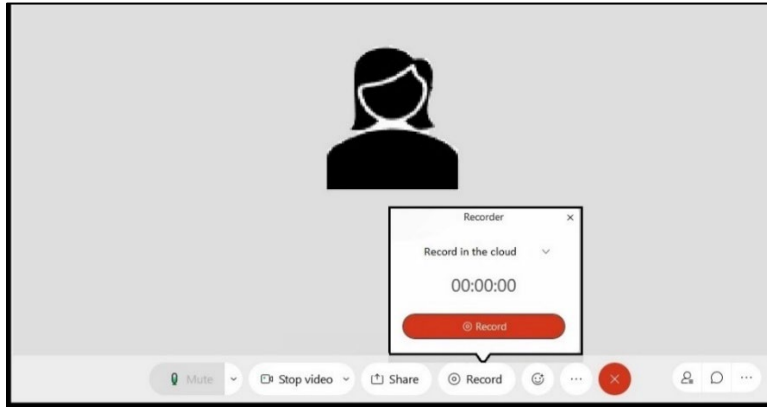 Recorder
Record in the cloud
00:00:00
Record
Mute
Stop video
Share
Record